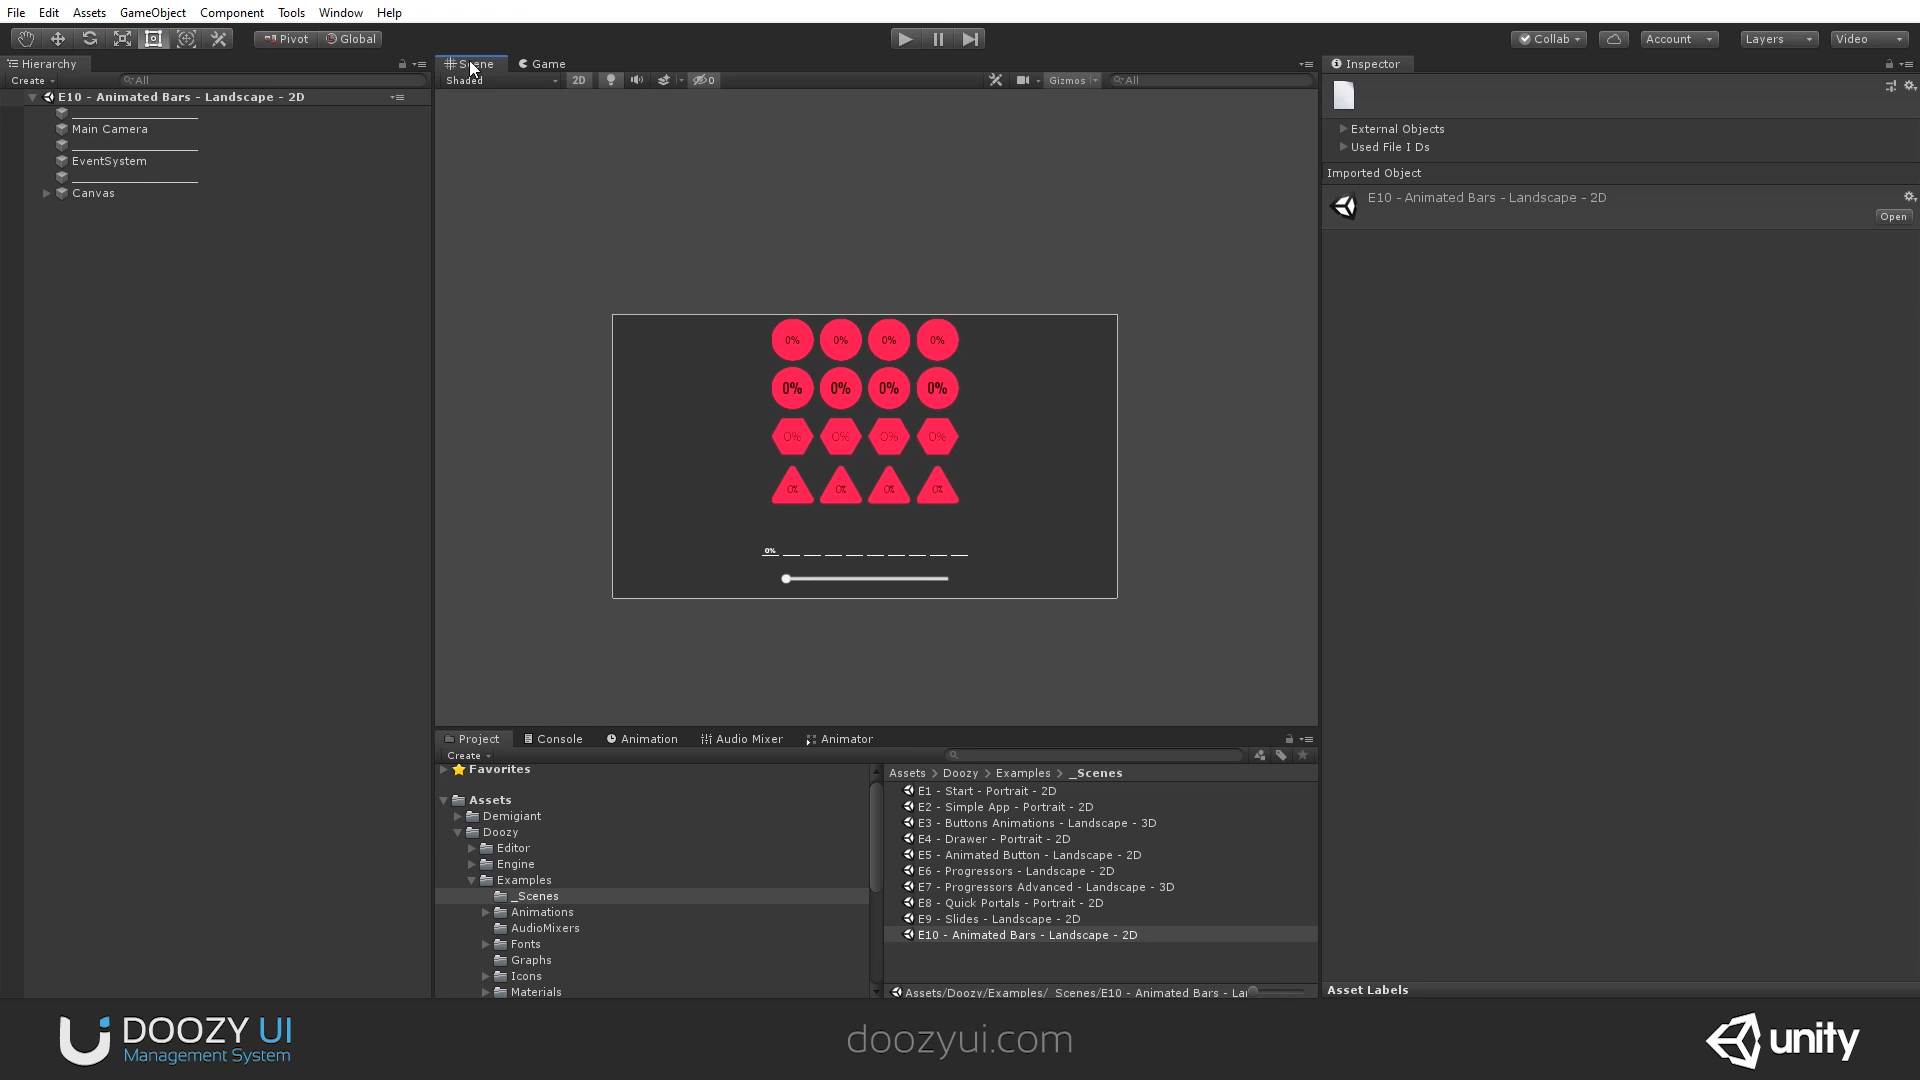 File Edit Assets GameObject Component Tools Window Help
Pivot Global Collab Account Layers Video
Hierarchy Scene Game Inspector
Create All Shaded 2D 0 Gizmos All
E10 - Animated Bars - Landscape - 2D
Main Camera
EventSystem
Canvas
External Objects
Used File I Ds
Imported Object
E10 - Animated Bars - Landscape - 2D
Open
0% 0% 0% 0%
0% 0% 0% 0%
0% 0% 0% 0%
0% 0% 0% 0%
0%
Project Console Animation Audio Mixer Animator
Create
Favorites
Assets
Demigiant
Doozy
Editor
Engine
Examples
_Scenes
Animations
AudioMixers
Fonts
Graphs
Icons
Materials
Assets > Doozy > Examples > _Scenes
E1 - Start - Portrait - 2D
E2 - Simple App - Portrait - 2D
E3 - Buttons Animations - Landscape - 3D
E4 - Drawer - Portrait - 2D
E5 - Animated Button - Landscape - 2D
E6 - Progressors - Landscape - 2D
E7 - Progressors Advanced - Landscape - 3D
E8 - Quick Portals - Portrait - 2D
E9 - Slides - Landscape - 2D
E10 - Animated Bars - Landscape - 2D
Assets/Doozy/Examples/_Scenes/E10 - Animated Bars - La
Asset Labels
DOOZY UI
Management System
doozyui.com
unity